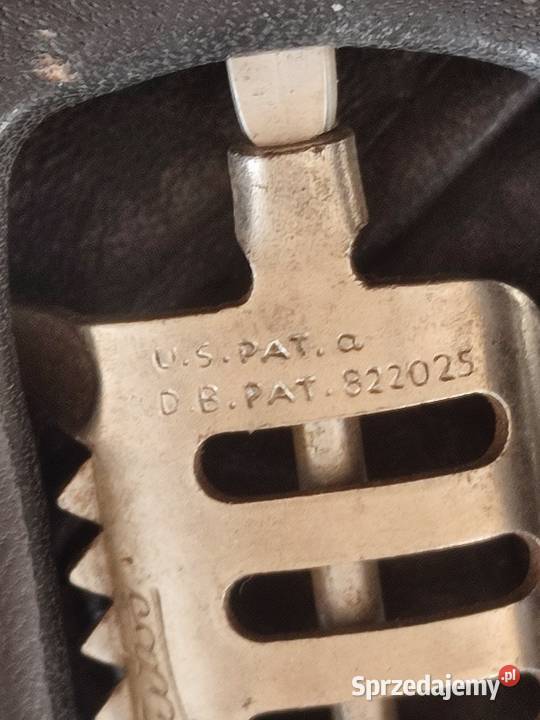 U.S. PAT. a
D.B. PAT. 822025
Sprzedajemy.pl